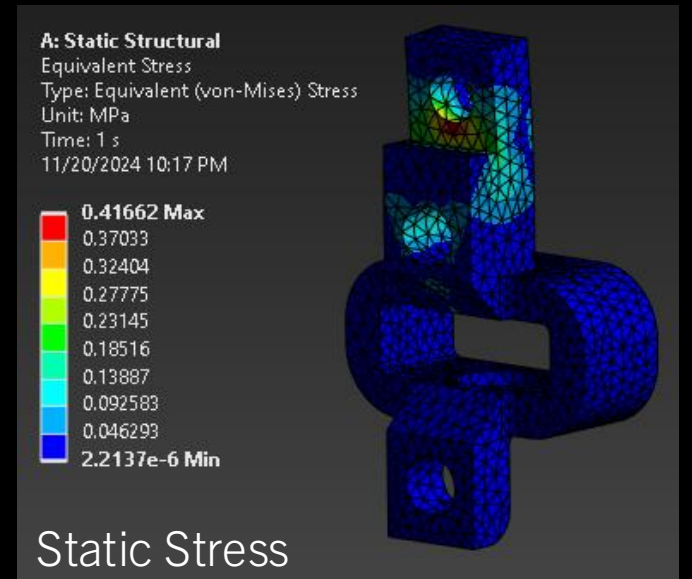 A: Static Structural
Equivalent Stress
Type: Equivalent (von-Mises) Stress
Unit: MPa
Time: 1 s
11/20/2024 10:17 PM
0.41662 Max
0.37033
0.32404
0.27775
0.23145
0.18516
0.13887
0.092583
0.046293
2.2137e-6 Min
Static Stress